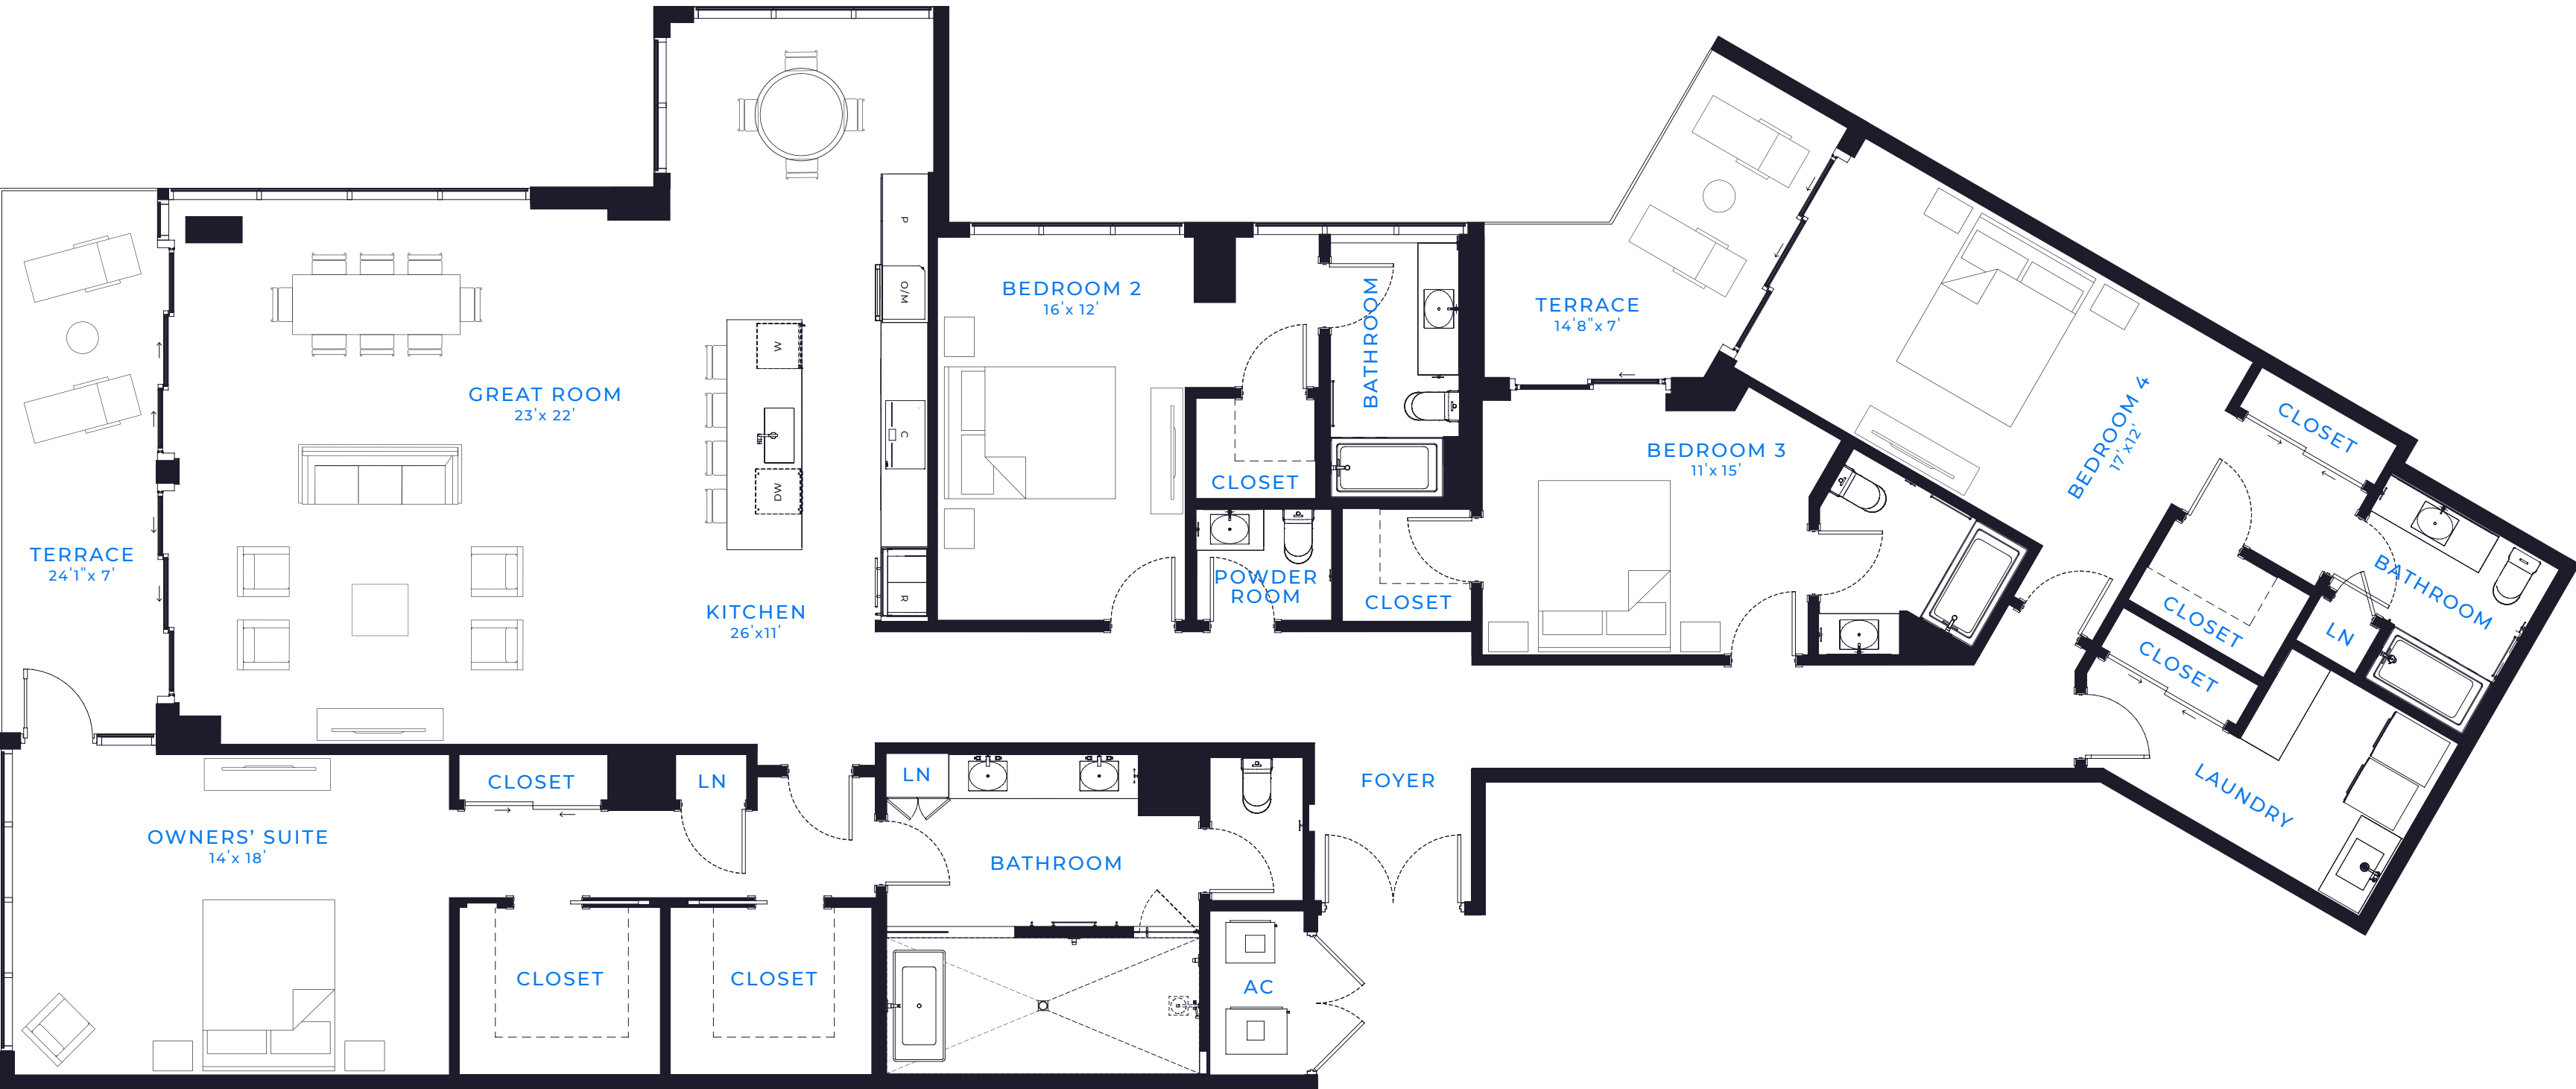 P
O/M
W
C
DW
R
BEDROOM 2
16'x 12'
BATHROOM
TERRACE
14'8"x 7'
GREAT ROOM
23'x 22'
CLOSET
BEDROOM 3
11'x 15'
BEDROOM 4
17'x12'
CLOSET
TERRACE
24'1"x 7'
KITCHEN
26'x11'
POWDER
ROOM
CLOSET
BATHROOM
CLOSET
LN
CLOSET
CLOSET
LN
LN
FOYER
LAUNDRY
OWNERS’ SUITE
14'x 18'
BATHROOM
CLOSET
CLOSET
AC